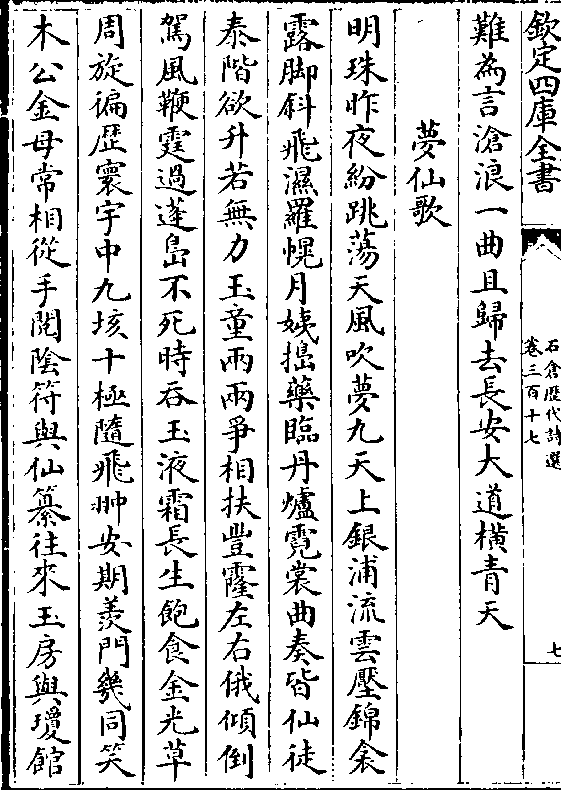 欽定四庫全書
石倉歷代詩選
卷三百十七
七
難為言滄浪一曲且歸去長安大道橫青天
夢仙歌
明珠昨夜紛跳蕩天風吹夢九天上銀浦流雲壓錦衾
露脚斜飛濕羅幌月姨搗藥臨丹爐霓裳曲奏皆仙徒
泰階欲升若無力玉童兩兩爭相扶豐霳左右俄傾倒
駕風鞭霆過蓬島不死時吞玉液霜長生飽食金光草
周旋徧歷寰宇中九垓十極隨飛翀安期羨門幾同笑
木公金母常相從手閱陰符與仙籙往來玉房與瓊館